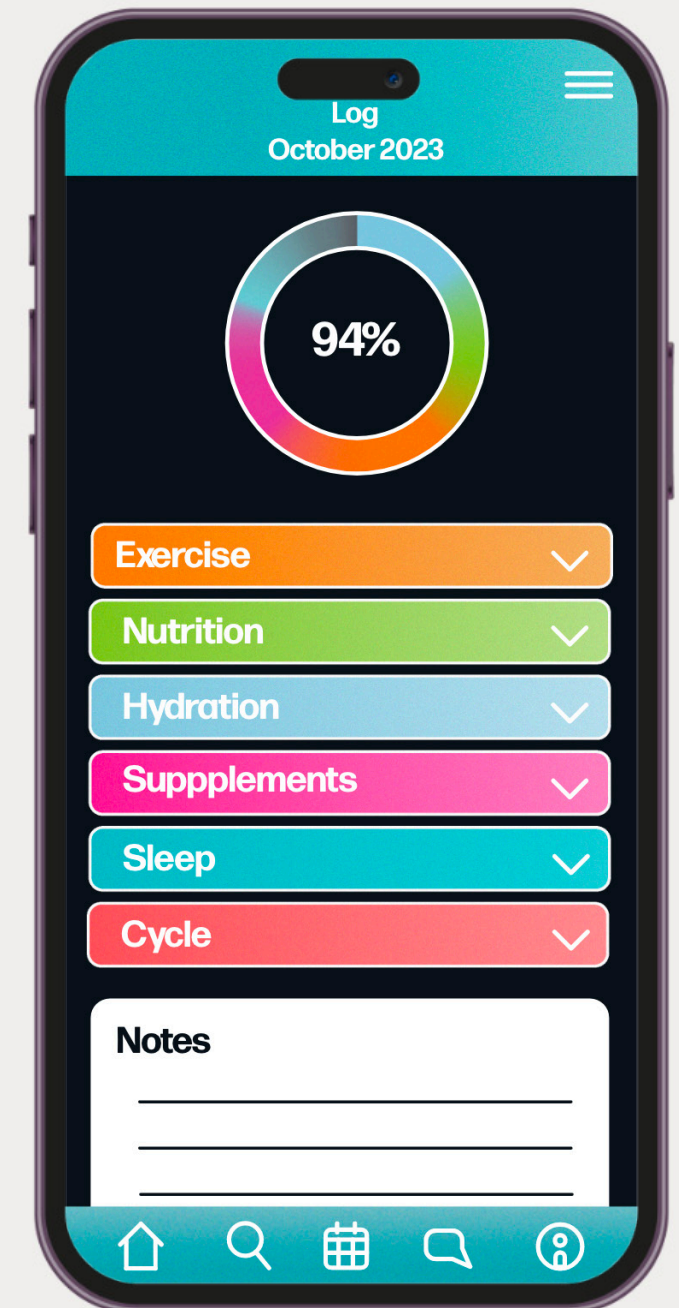 Log
October 2023
94%
Exercise
Nutrition
Hydration
Suppplements
Sleep
Cycle
Notes